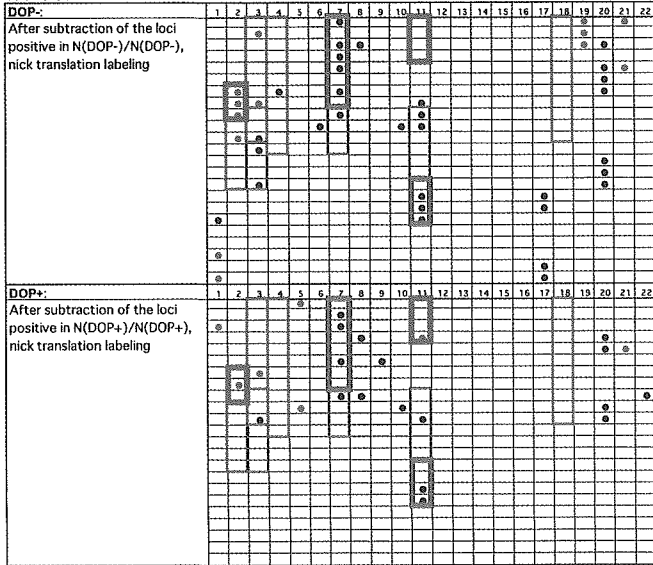 DOP-: 1 2 3 4 5 6 7 8 9 10 11 12 13 14 15 16 17 18 19 20 21 22
After subtraction of the loci
positive in N(DOP-)/N(DOP-),
nick translation labeling
DOP+: 1 2 3 4 5 6 7 8 9 10 11 12 13 14 15 16 17 18 19 20 21 22
After subtraction of the loci
positive in N(DOP+)/N(DOP+),
nick translation labeling